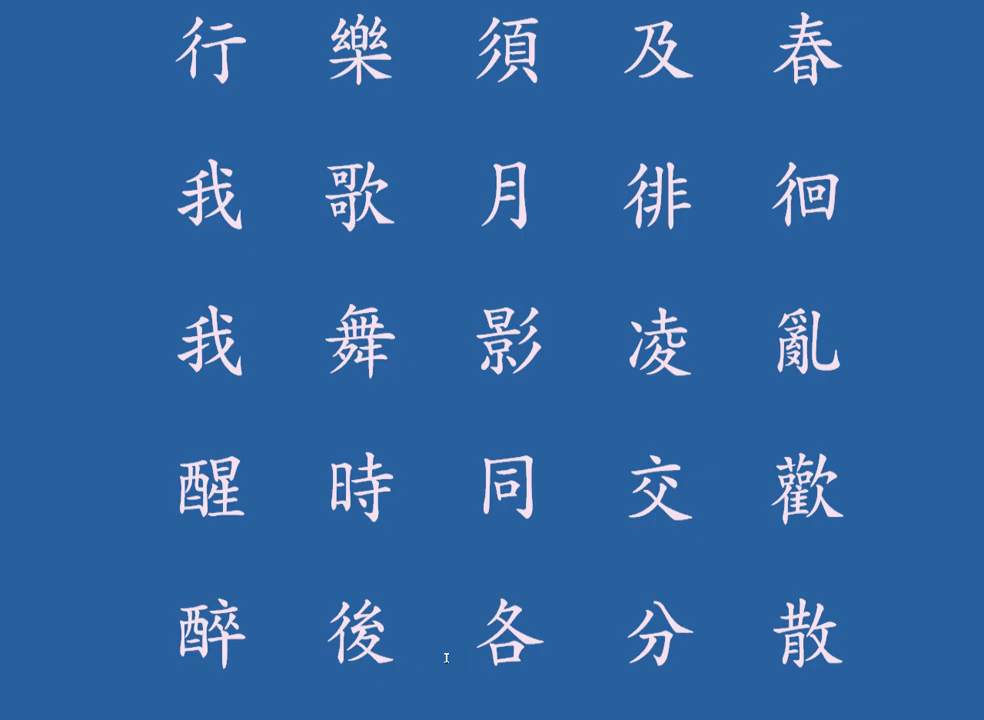 行樂須及春
我歌月徘徊
我舞影凌亂
醒時同交歡
醉後各分散